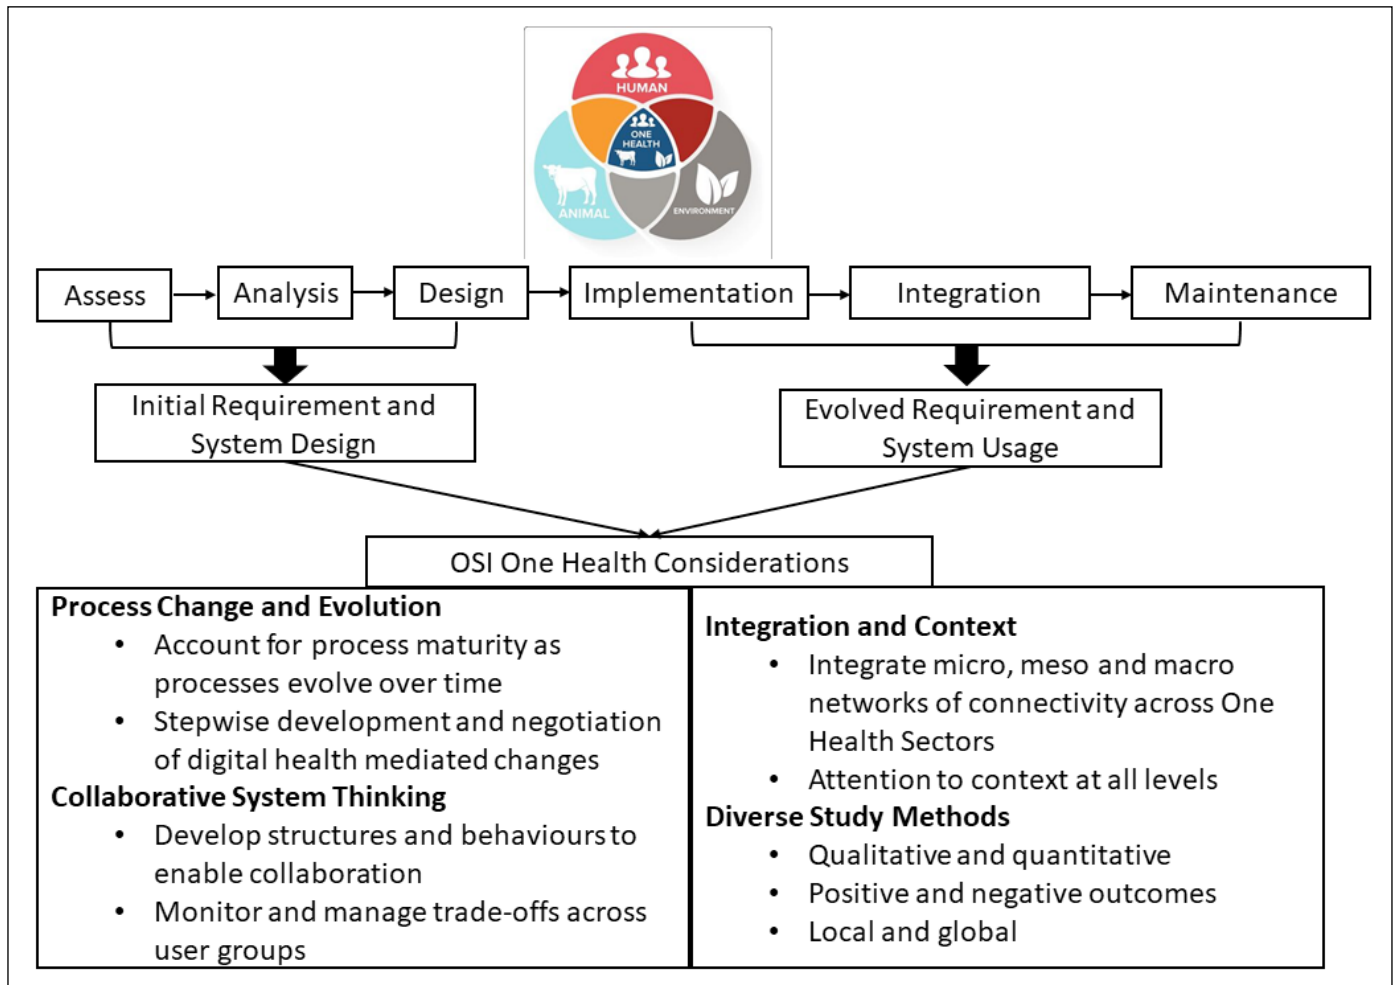 HUMAN
ONE
HEALTH
ANIMAL
ENVIRONMENT
Assess
Analysis
Design
Implementation
Integration
Maintenance
Initial Requirement and
System Design
Evolved Requirement and
System Usage
OSI One Health Considerations
Process Change and Evolution
• Account for process maturity as
processes evolve over time
• Stepwise development and negotiation
of digital health mediated changes
Collaborative System Thinking
• Develop structures and behaviours to
enable collaboration
• Monitor and manage trade-offs across
user groups
Integration and Context
• Integrate micro, meso and macro
networks of connectivity across One
Health Sectors
• Attention to context at all levels
Diverse Study Methods
• Qualitative and quantitative
• Positive and negative outcomes
• Local and global